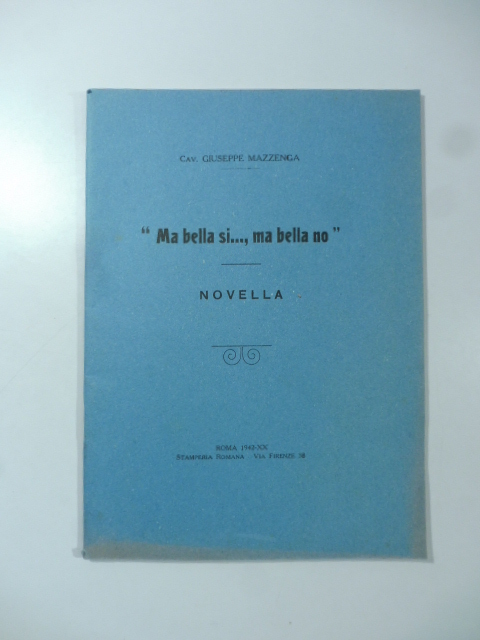 Cav. GIUSEPPE MAZZENGA
“ Ma bella si..., ma bella no ”
NOVELLA
ROMA 1942-XX
STAMPERIA ROMANA VIA FIRENZE 38